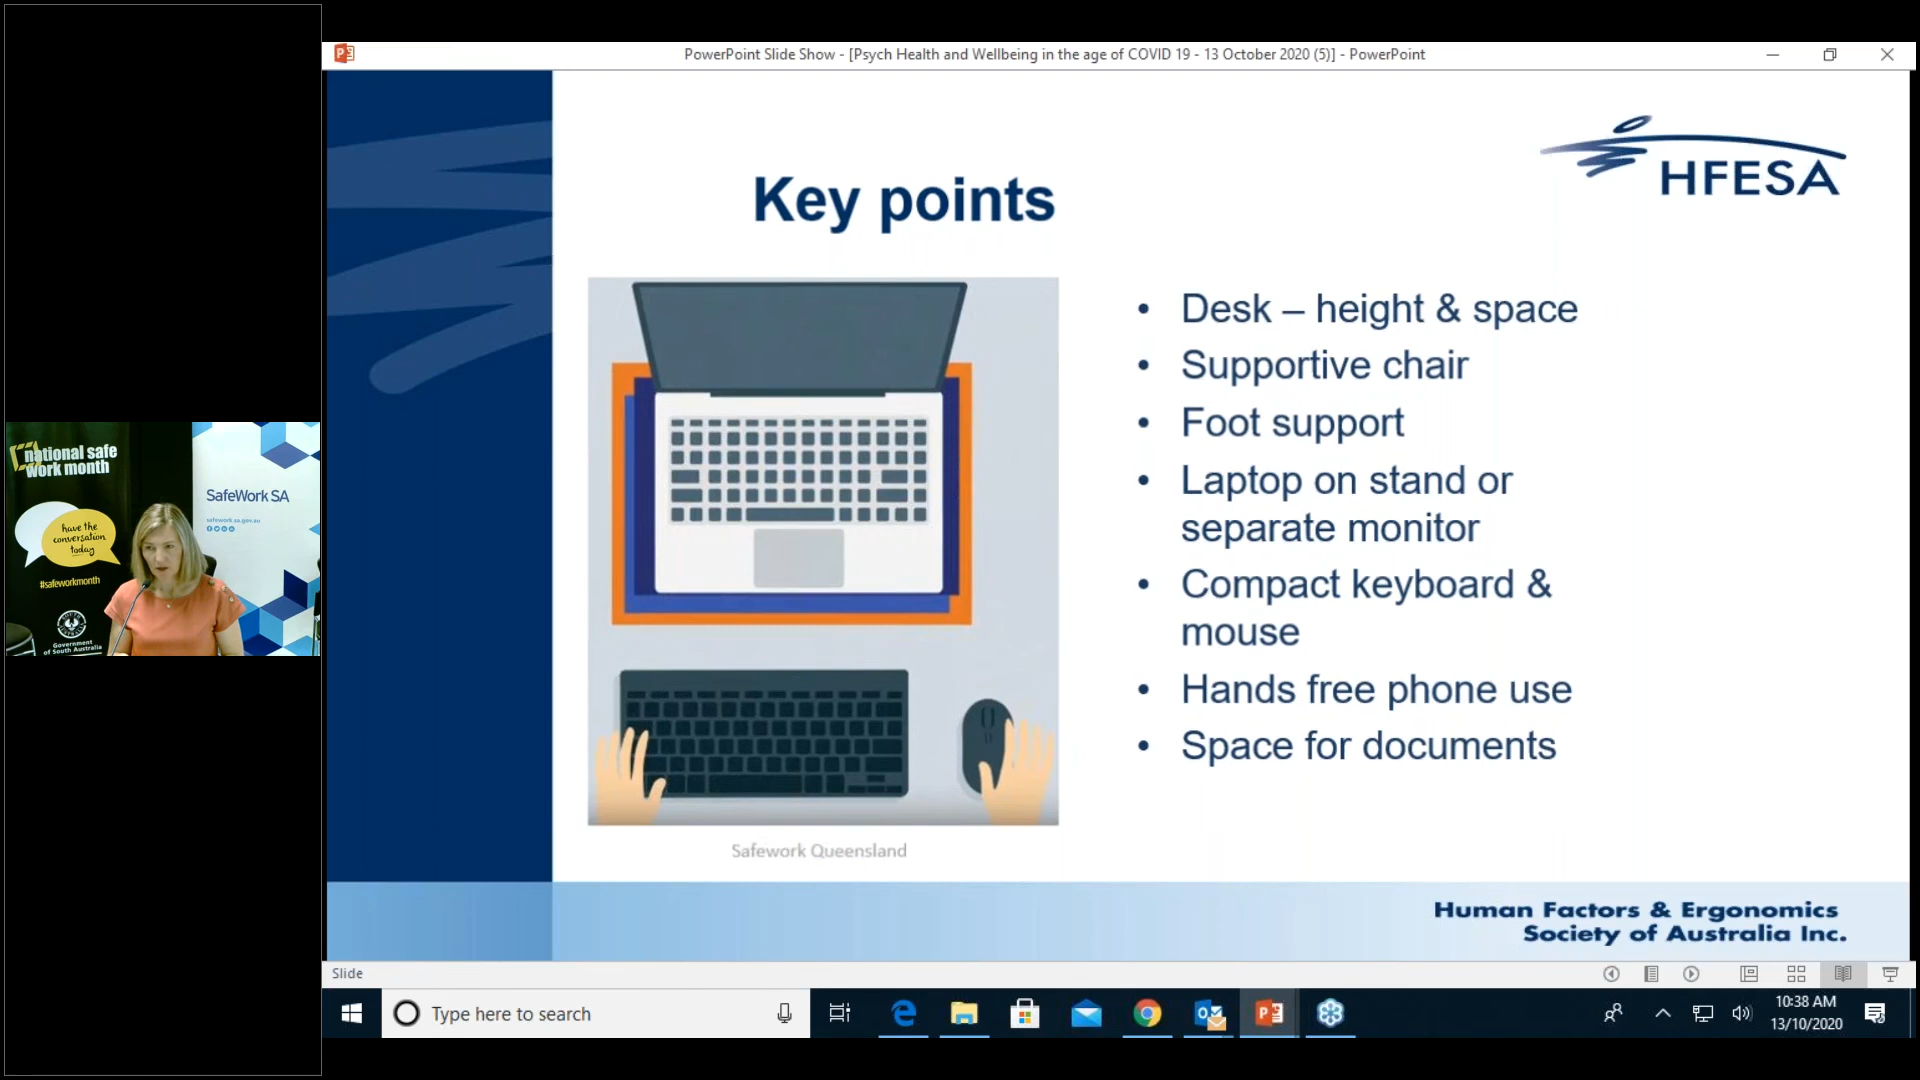 PowerPoint Slide Show - [Psych Health and Wellbeing in the age of COVID 19 - 13 October 2020 (5)] - PowerPoint
HFESA
Key points
• Desk – height & space
• Supportive chair
• Foot support
• Laptop on stand or
separate monitor
• Compact keyboard &
mouse
• Hands free phone use
• Space for documents
Safework Queensland
Human Factors & Ergonomics
Society of Australia Inc.
national safe
work month
have the
conversation
today
#safeworkmonth
Government
of South Australia
SafeWork SA
safework.sa.gov.au
Slide
Type here to search
10:38 AM
13/10/2020